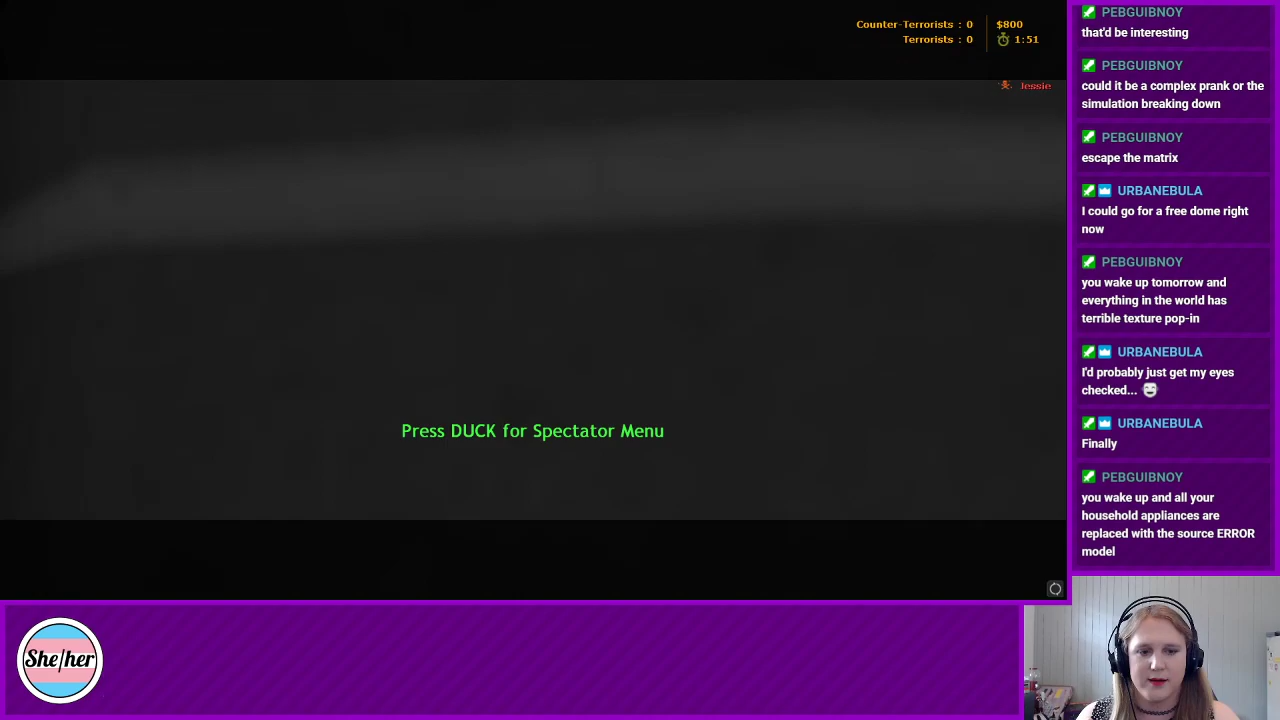 Counter-Terrorists : 0
$800
Terrorists : 0
1:51
Jessie
Press DUCK for Spectator Menu
She/her
PEBGUIBNOY
that'd be interesting
PEBGUIBNOY
could it be a complex prank or the
simulation breaking down
PEBGUIBNOY
escape the matrix
URBANEBULA
I could go for a free dome right
now
PEBGUIBNOY
you wake up tomorrow and
everything in the world has
terrible texture pop-in
URBANEBULA
I'd probably just get my eyes
checked...
URBANEBULA
Finally
PEBGUIBNOY
you wake up and all your
household appliances are
replaced with the source ERROR
model